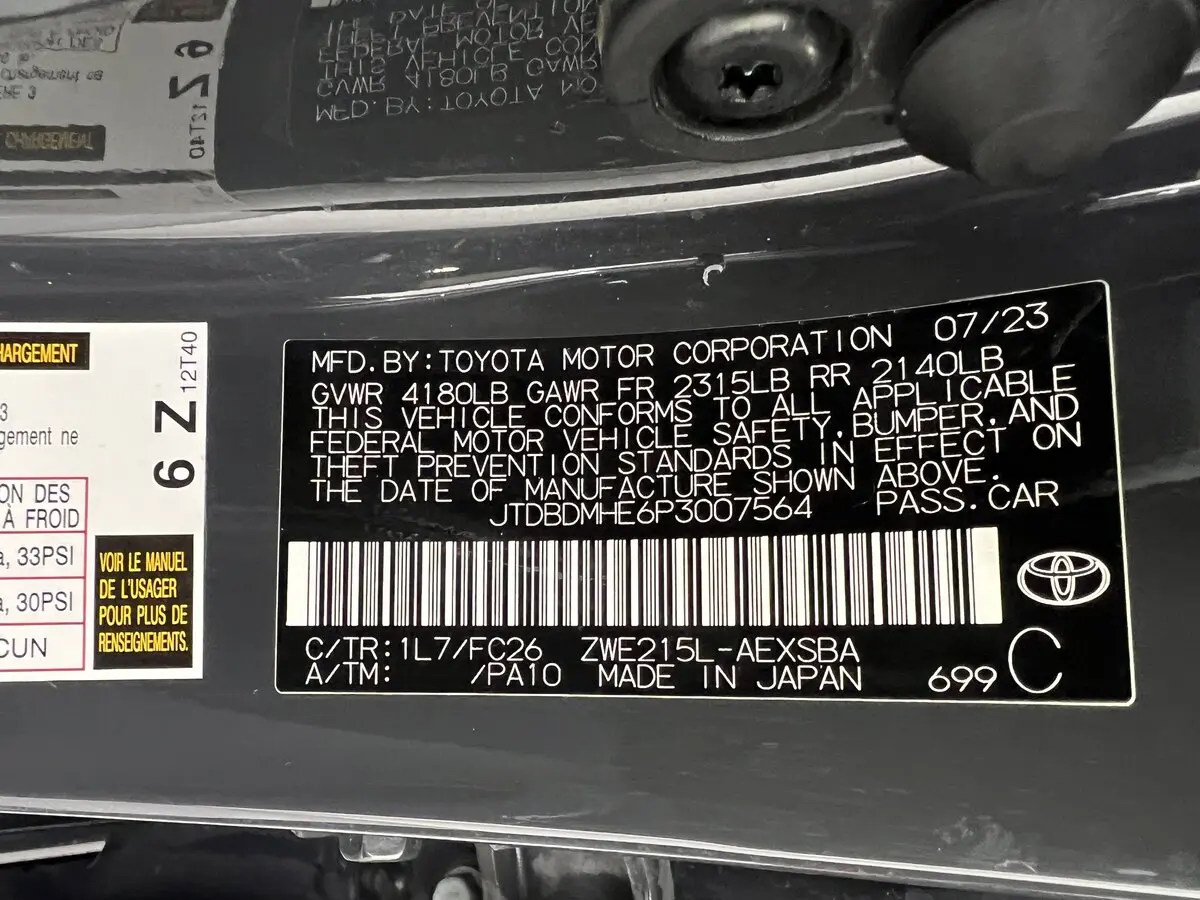 HARGEMENT
3
gement ne
6 Z
12T40
ON DES
À FROID
a, 33PSI
a, 30PSI
CUN
VOIR LE MANUEL
DE L'USAGER
POUR PLUS DE
RENSEIGNEMENTS.
MFD.BY:TOYOTA MOTOR CORPORATION 07/23
GVWR 4180LB GAWR FR 2315LB RR 2140LB
THIS VEHICLE CONFORMS TO ALL APPLICABLE
FEDERAL MOTOR VEHICLE SAFETY,BUMPER,AND
THEFT PREVENTION STANDARDS IN EFFECT ON
THE DATE OF MANUFACTURE SHOWN ABOVE.
JTDBDMHE6P3007564 PASS.CAR
C/TR:1L7/FC26 ZWE215L-AEXSBA
A/TM: /PA10 MADE IN JAPAN 699 C